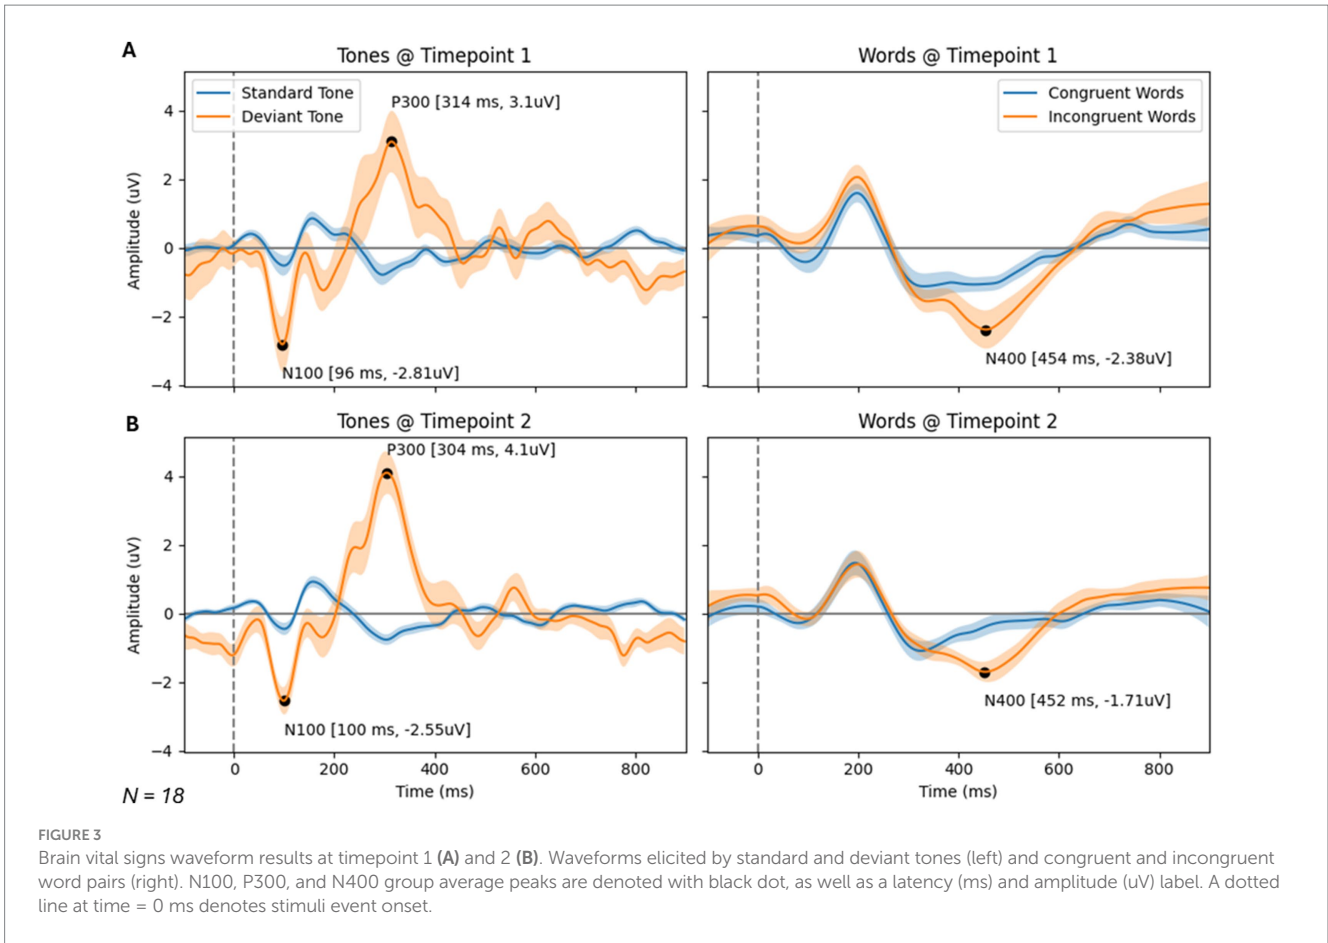 A
Tones @ Timepoint 1
Words @ Timepoint 1
Standard Tone
Deviant Tone
P300 [314 ms, 3.1uV]
N100 [96 ms, -2.81uV]
Amplitude (uV)
4
2
0
−2
−4
Congruent Words
Incongruent Words
N400 [454 ms, -2.38uV]
B
Tones @ Timepoint 2
Words @ Timepoint 2
P300 [304 ms, 4.1uV]
N100 [100 ms, -2.55uV]
Amplitude (uV)
4
2
0
−2
−4
0 200 400 600 800
Time (ms)
N400 [452 ms, -1.71uV]
0 200 400 600 800
Time (ms)
N = 18
FIGURE 3
Brain vital signs waveform results at timepoint 1 (A) and 2 (B). Waveforms elicited by standard and deviant tones (left) and congruent and incongruent
word pairs (right). N100, P300, and N400 group average peaks are denoted with black dot, as well as a latency (ms) and amplitude (uV) label. A dotted
line at time = 0 ms denotes stimuli event onset.